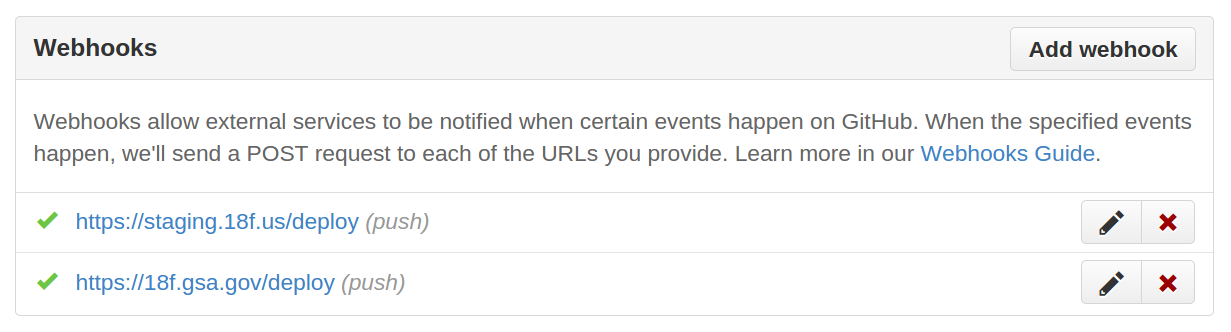 Webhooks
Add webhook
Webhooks allow external services to be notified when certain events happen on GitHub. When the specified events
happen, we'll send a POST request to each of the URLs you provide. Learn more in our Webhooks Guide.
https://staging.18f.us/deploy (push)
https://18f.gsa.gov/deploy (push)